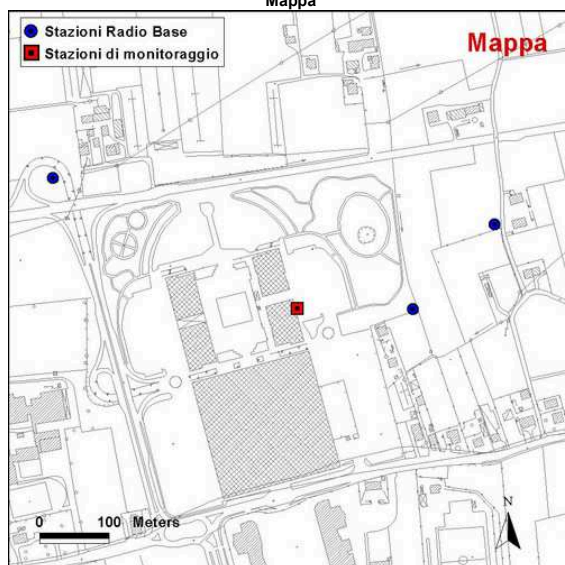 Mappa
Stazioni Radio Base
Mappa
Stazioni di monitoraggio
N
0 100 Meters